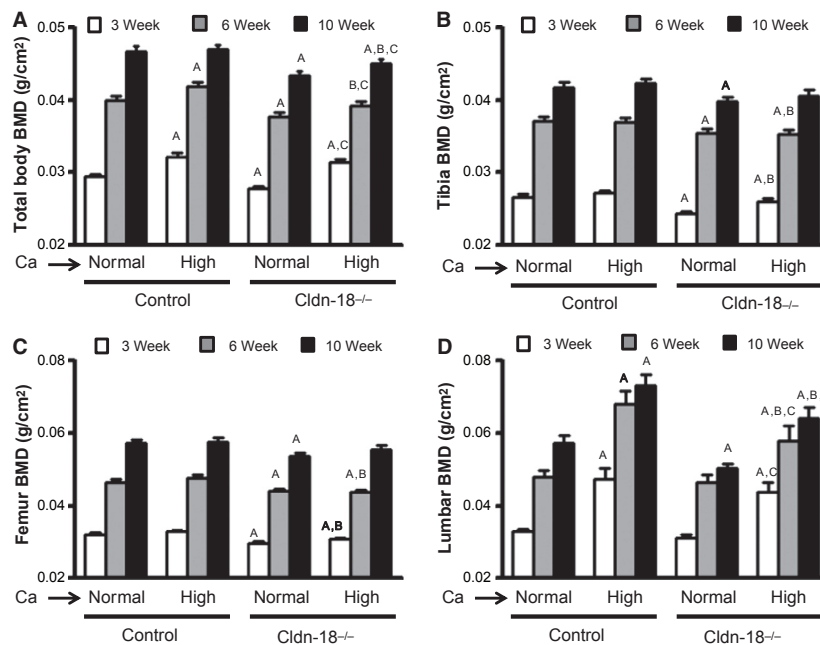 A
3 Week 6 Week 10 Week
Total body BMD (g/cm²)
0.05
0.04
0.03
0.02
A A A A A A A,C B,C A,B,C
Ca → Normal High Normal High
Control Cldn-18⁻/⁻
B
3 Week 6 Week 10 Week
Tibia BMD (g/cm²)
0.05
0.04
0.03
0.02
A A A A,B A,B
Ca → Normal High Normal High
Control Cldn-18⁻/⁻
C
3 Week 6 Week 10 Week
Femur BMD (g/cm²)
0.08
0.06
0.04
0.02
A A A A,B A,B
Ca → Normal High Normal High
Control Cldn-18⁻/⁻
D
3 Week 6 Week 10 Week
Lumbar BMD (g/cm²)
0.08
0.06
0.04
0.02
A A A A A,C A,B,C A,B
Ca → Normal High Normal High
Control Cldn-18⁻/⁻